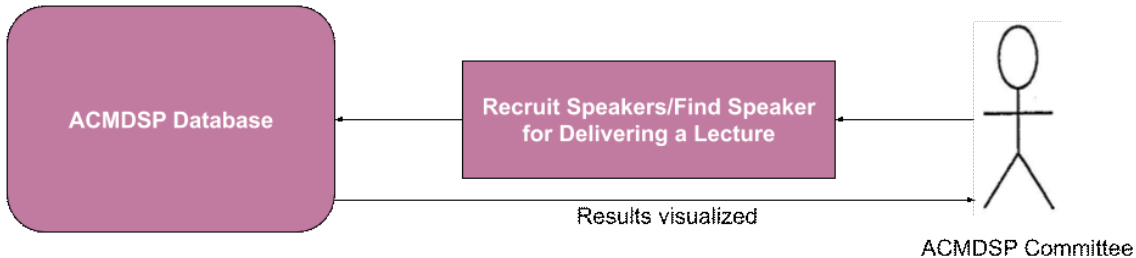 ACMDSP Database
Recruit Speakers/Find Speaker
for Delivering a Lecture
Results visualized
ACMDSP Committee